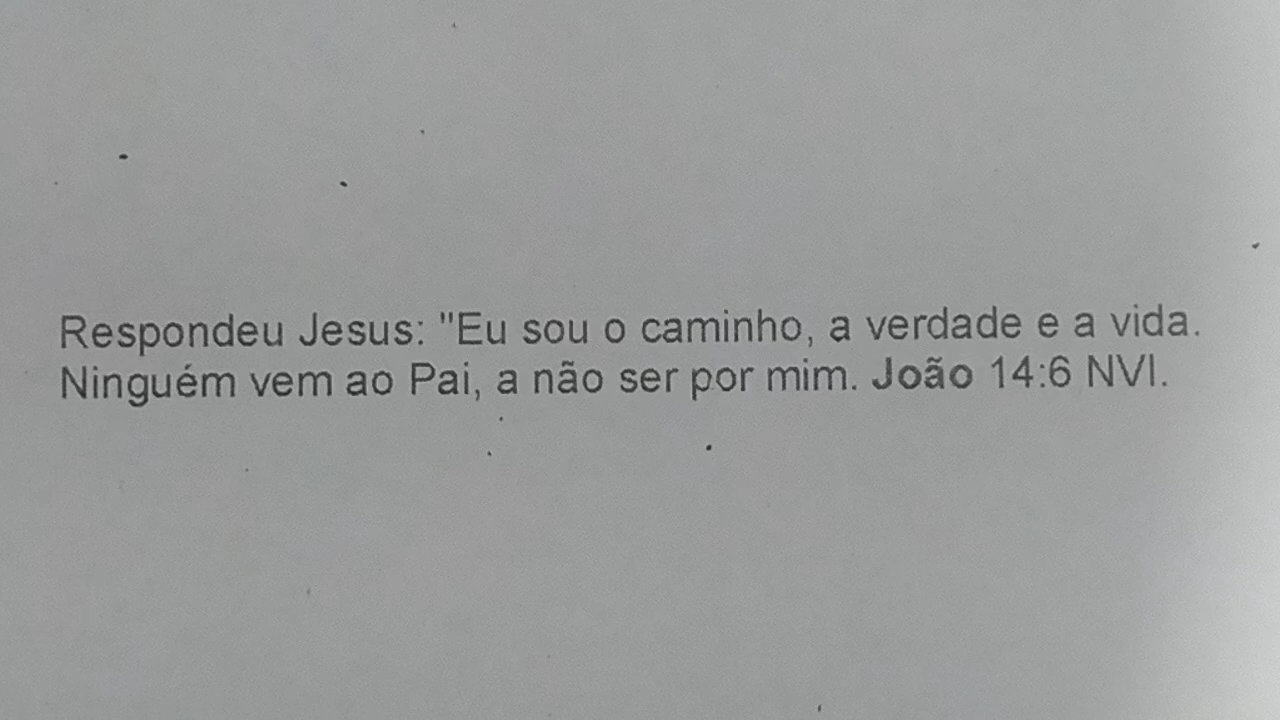 Respondeu Jesus: "Eu sou o caminho, a verdade e a vida.
Ninguém vem ao Pai, a não ser por mim. João 14:6 NVI.